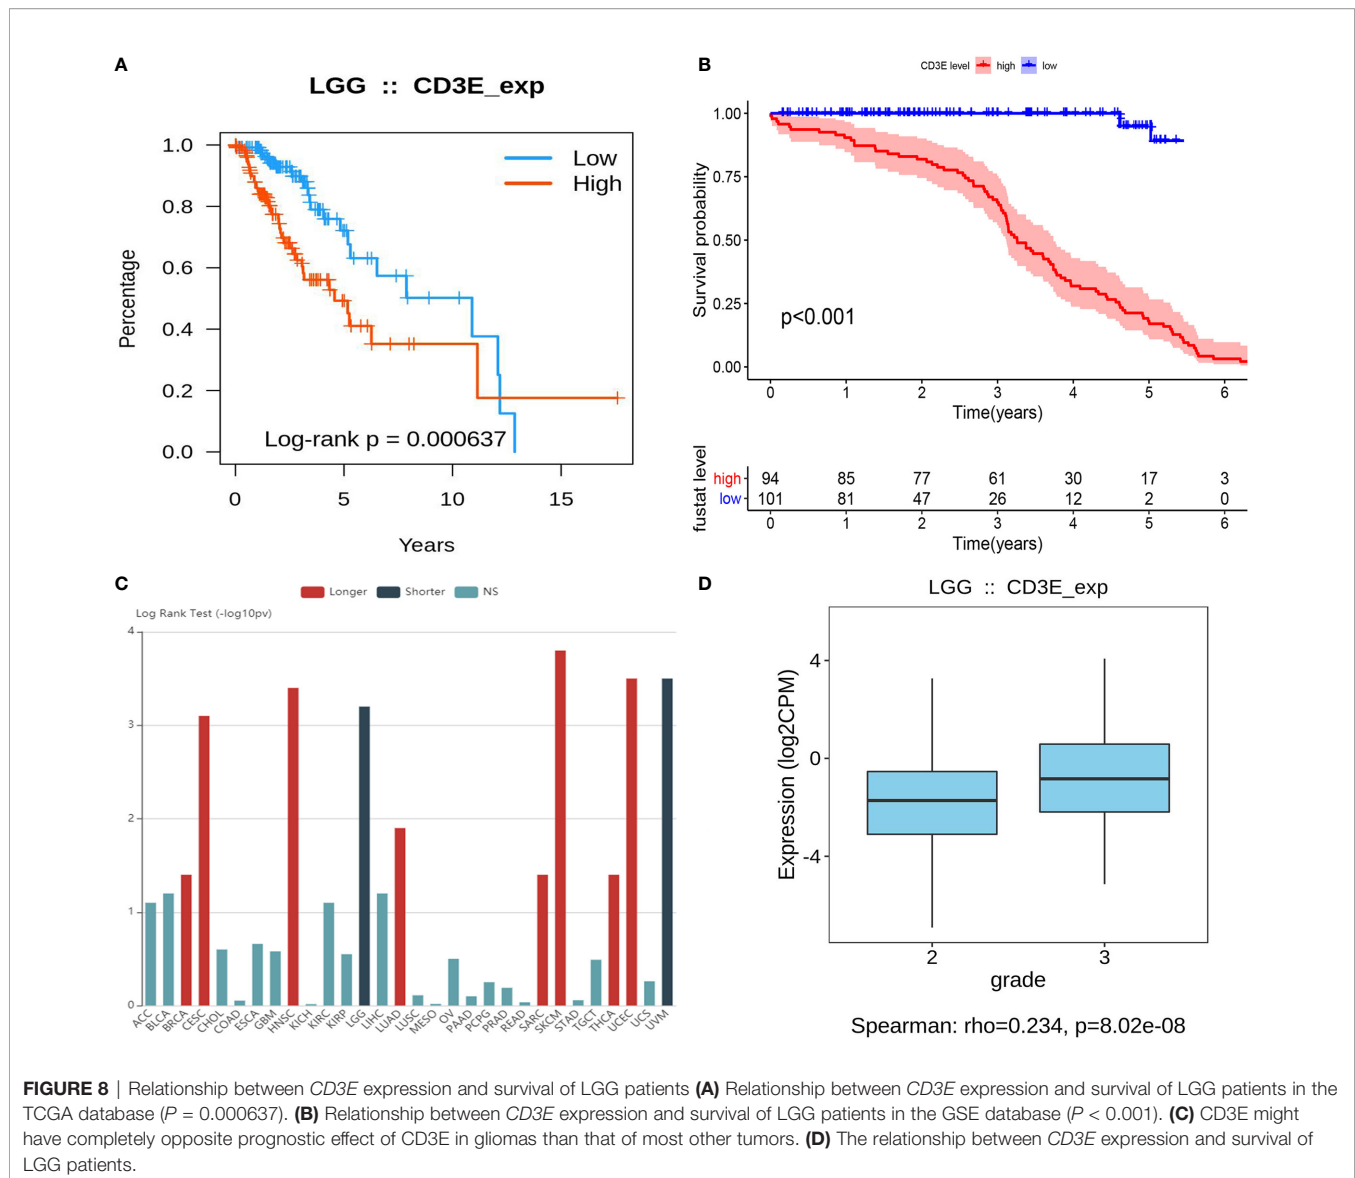 A
LGG :: CD3E_exp
1.0
0.8
0.6
0.4
0.2
0.0
Percentage
Low
High
Log-rank p = 0.000637
0 5 10 15
Years
B
CD3E level high low
1.00
0.75
0.50
0.25
0.00
Survival probability
p<0.001
0 1 2 3 4 5 6
Time(years)
fustat level
high 94 85 77 61 30 17 3
low 101 81 47 26 12 2 0
0 1 2 3 4 5 6
Time(years)
C
Longer Shorter NS
Log Rank Test (-log10pv)
4
3
2
1
0
ACC BLCA BRCA CESC CHOL COAD ESCA GBM HNSC KICH KIRC KIRP LGG LIHC LUAD LUSC MESO OV PAAD PCPG PRAD READ SARC SKCM STAD TGCT THCA UCEC UCS UVM
D
LGG :: CD3E_exp
4
0
-4
Expression (log2CPM)
2 3
grade
Spearman: rho=0.234, p=8.02e-08
FIGURE 8 | Relationship between CD3E expression and survival of LGG patients (A) Relationship between CD3E expression and survival of LGG patients in the
TCGA database (P = 0.000637). (B) Relationship between CD3E expression and survival of LGG patients in the GSE database (P < 0.001). (C) CD3E might
have completely opposite prognostic effect of CD3E in gliomas than that of most other tumors. (D) The relationship between CD3E expression and survival of
LGG patients.